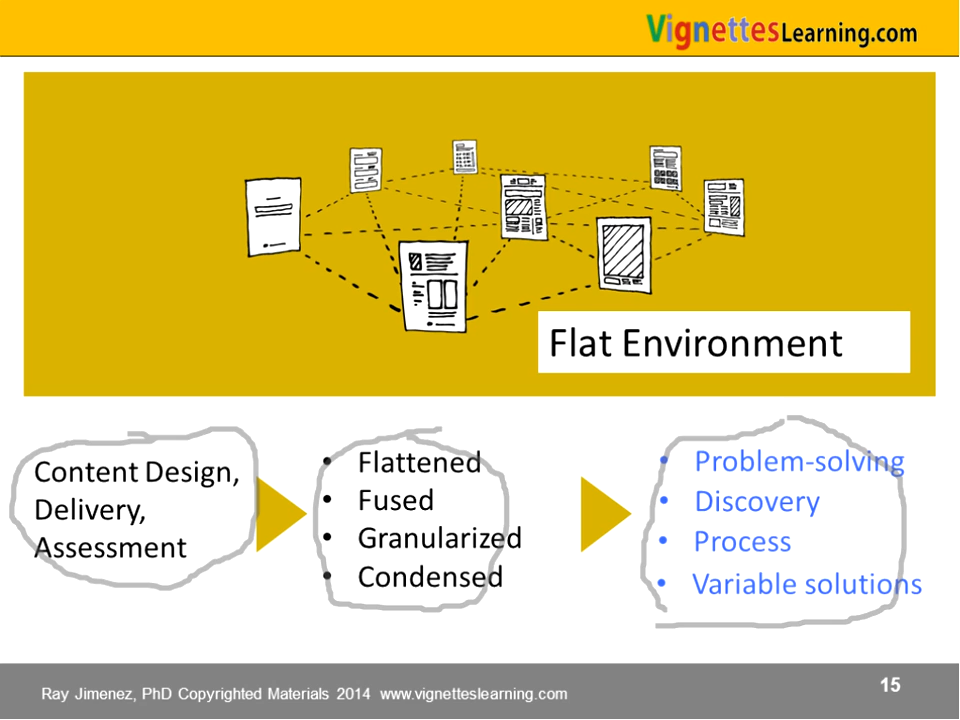 VignettesLearning.com
Flat Environment
Content Design,
Delivery,
Assessment
• Flattened
• Fused
• Granularized
• Condensed
• Problem-solving
• Discovery
• Process
• Variable solutions
Ray Jimenez, PhD Copyrighted Materials 2014 www.vignetteslearning.com
15